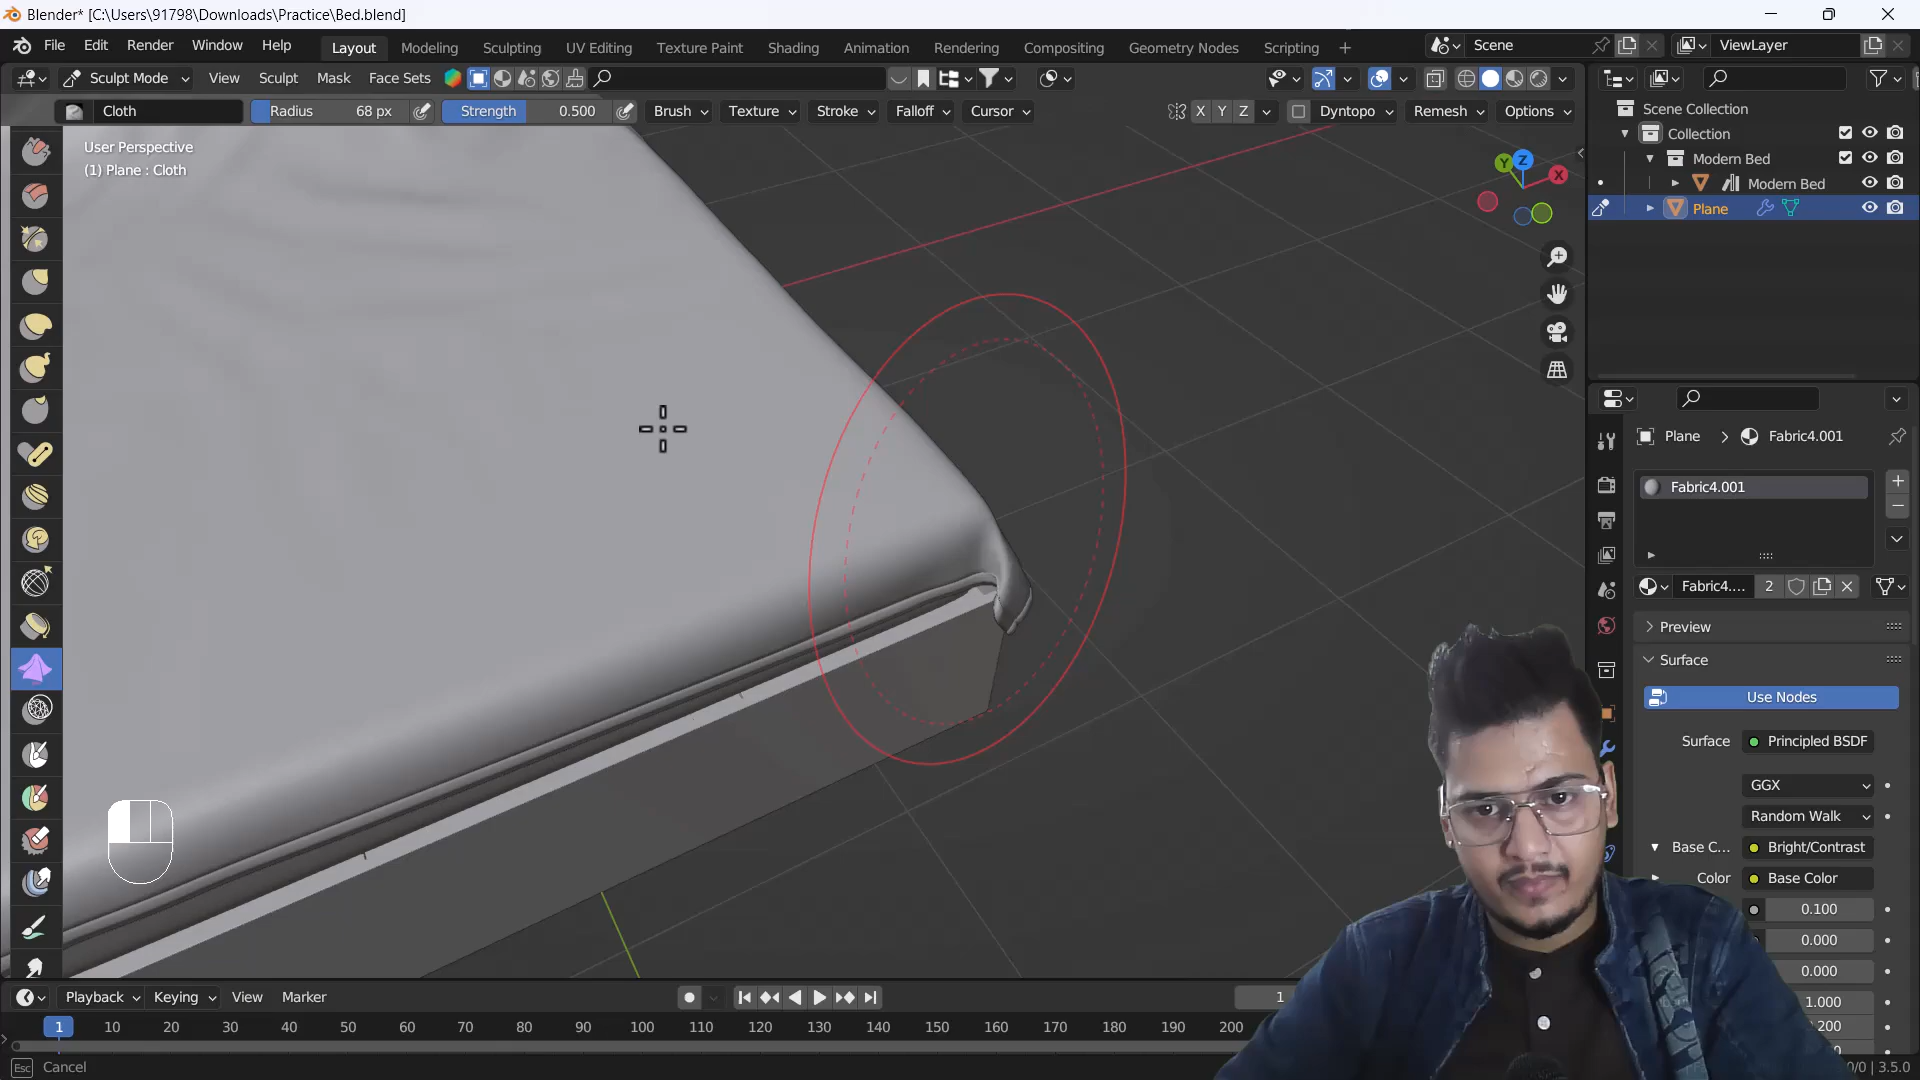 Blender* [C:\Users\91798\Downloads\Practice\Bed.blend]
File Edit Render Window Help Layout Modeling Sculpting UV Editing Texture Paint Shading Animation Rendering Compositing Geometry Nodes Scripting + Scene ViewLayer
Sculpt Mode View Sculpt Mask Face Sets
Cloth Radius 68 px Strength 0.500 Brush Texture Stroke Falloff Cursor X Y Z Dyntopo Remesh Options
User Perspective
(1) Plane : Cloth
Y Z X
Scene Collection
Collection
Modern Bed
Modern Bed
Plane
Plane > Fabric4.001
Fabric4.001
Fabric4.... 2
Preview
Surface
Use Nodes
Surface Principled BSDF
GGX
Random Walk
Base C... Bright/Contrast
Color Base Color
0.100
0.000
0.000
1.000
Playback Keying View Marker 1
1 10 20 30 40 50 60 70 80 90 100 110 120 130 140 150 160 170 180 190 200
Esc Cancel 3.5.0